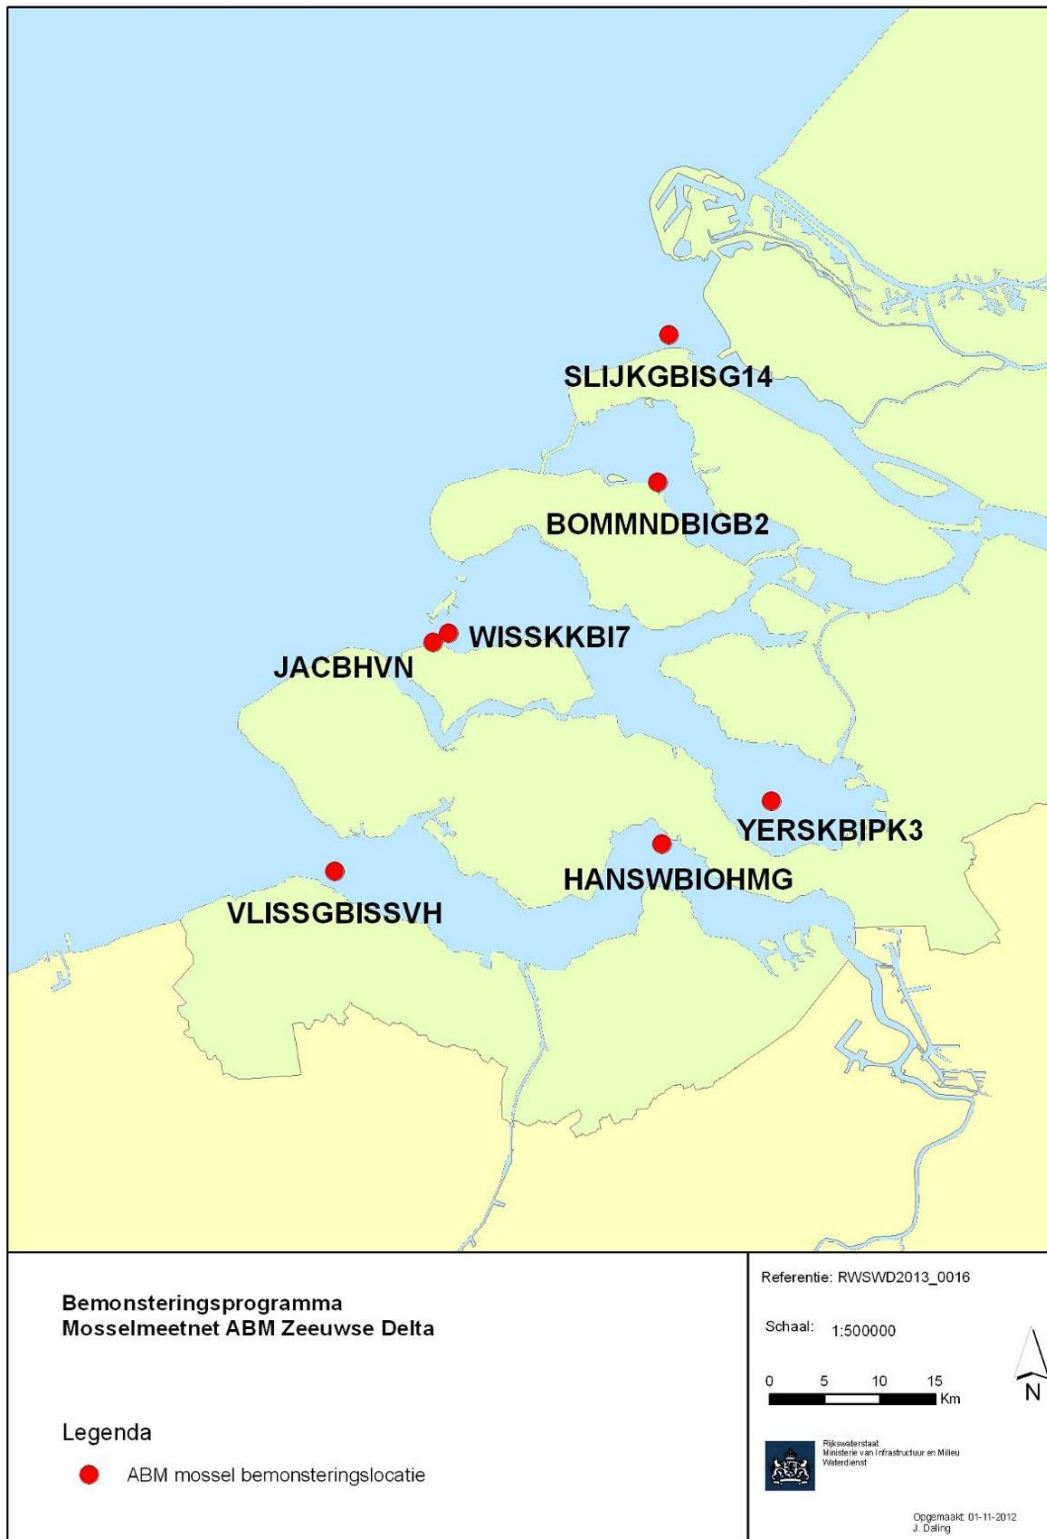 SLIJKGBISG14
BOMMNDBIGB2
WISSKKBI7
JACBHVN
YERSKBIPK3
HANSWBIOHMG
VLISSGBISSVH
Bemonsteringsprogramma
Mosselmeetnet ABM Zeeuwse Delta
Legenda
ABM mossel bemonsteringslocatie
Referentie: RWSWD2013_0016
Schaal: 1:500000
0 5 10 15
Km
N
Rijkswaterstaat
Ministerie van Infrastructuur en Milieu
Waterdienst
Opgemaakt: 01-11-2012
J. Daling